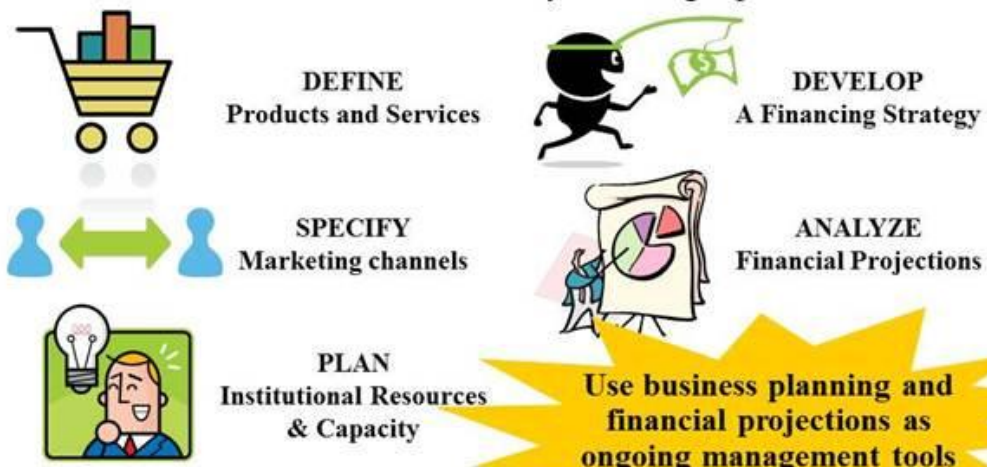 DEFINE
Products and Services
SPECIFY
Marketing channels
PLAN
Institutional Resources
& Capacity
DEVELOP
A Financing Strategy
$
ANALYZE
Financial Projections
Use business planning and
financial projections as
ongoing management tools